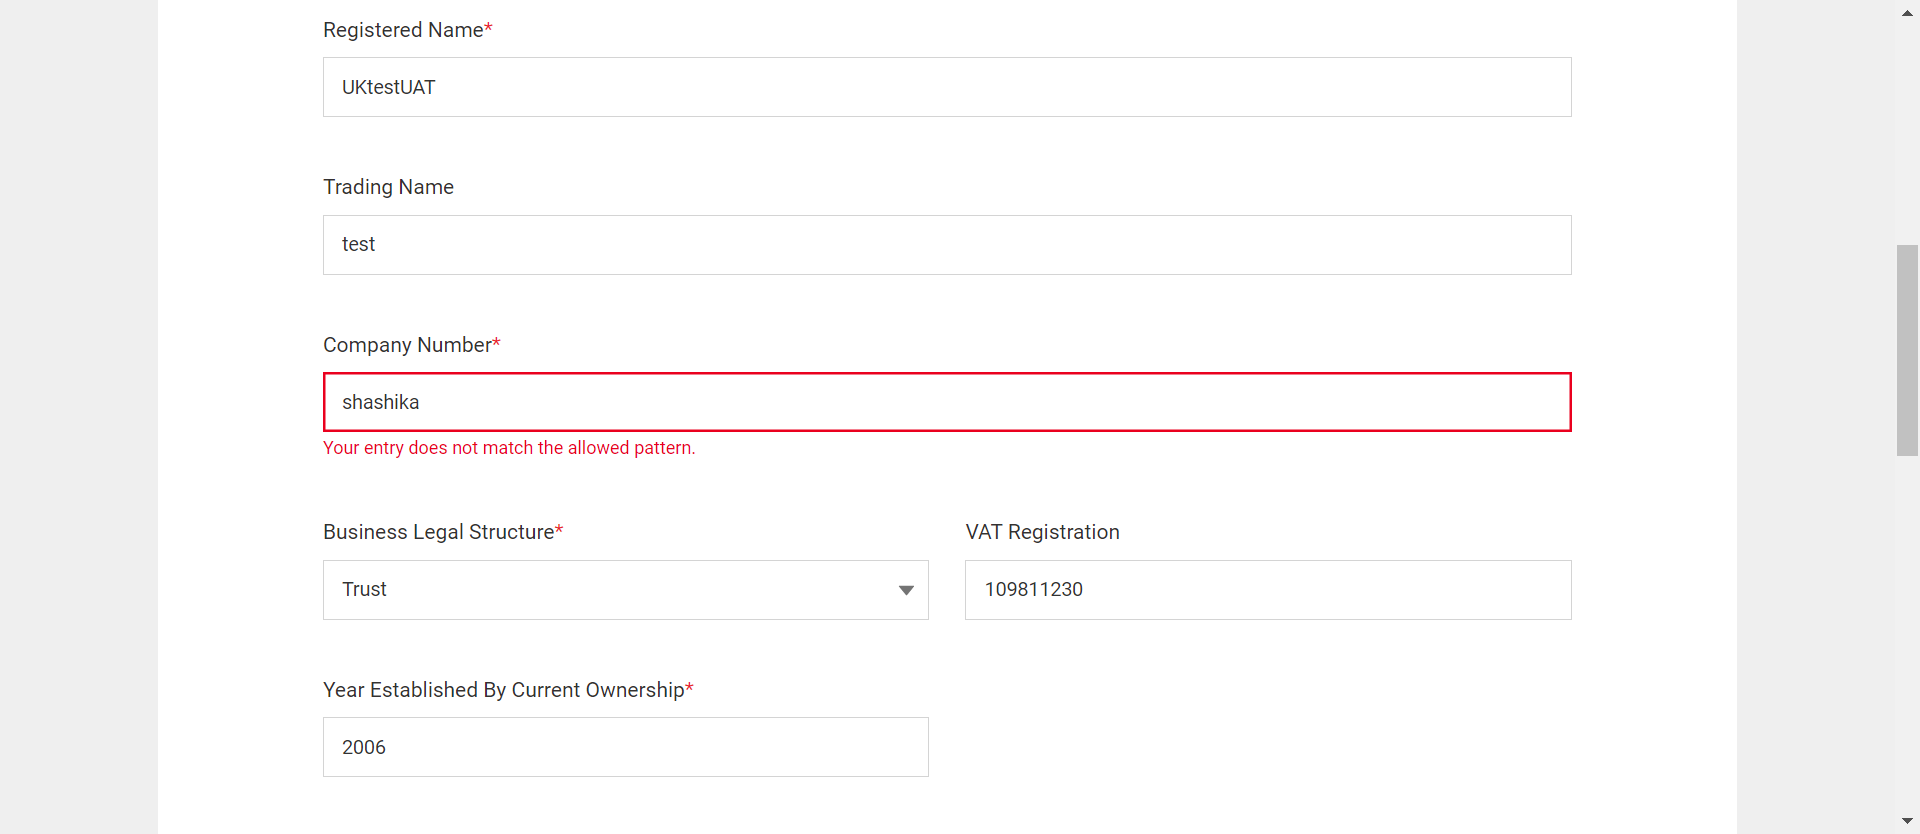 Registered Name*
UKtestUAT
Trading Name
test
Company Number*
shashika
Your entry does not match the allowed pattern.
Business Legal Structure*
Trust
VAT Registration
109811230
Year Established By Current Ownership*
2006